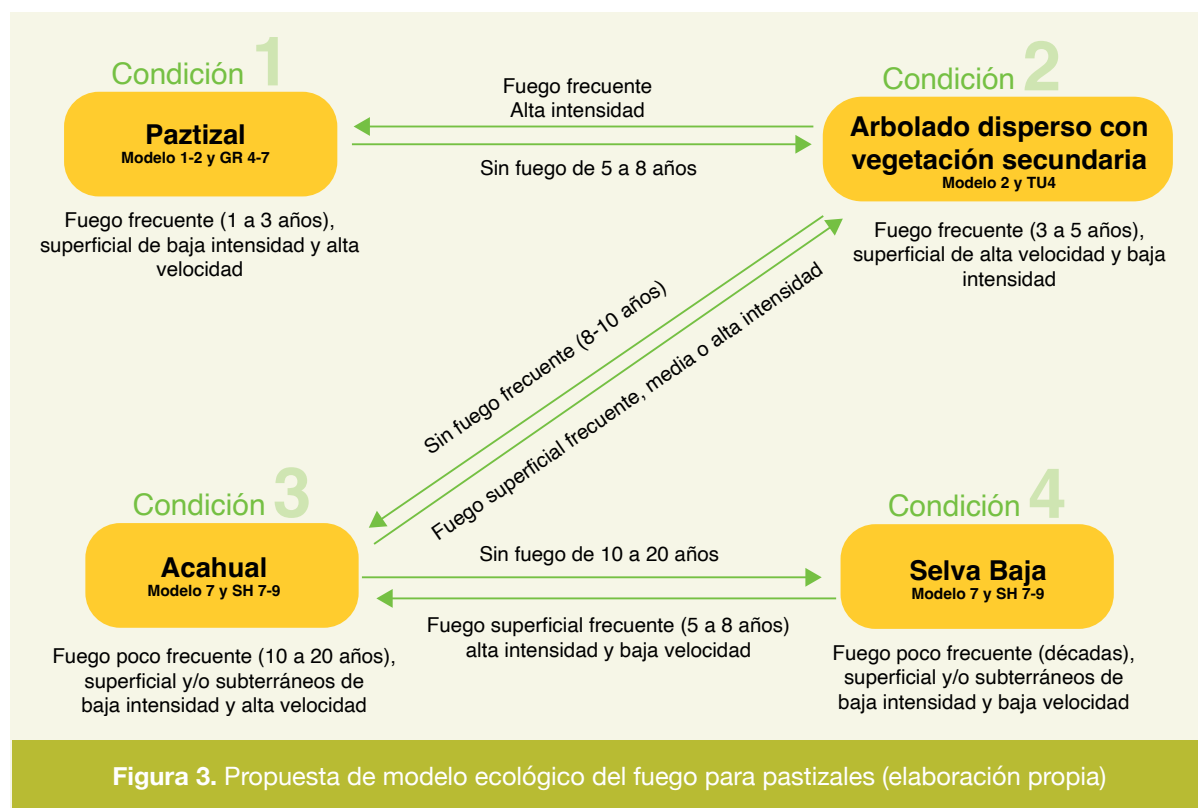 Condición 1
Paztizal
Modelo 1-2 y GR 4-7
Fuego frecuente (1 a 3 años),
superficial de baja intensidad y alta
velocidad
Fuego frecuente
Alta intensidad
Sin fuego de 5 a 8 años
Condición 2
Arbolado disperso con
vegetación secundaria
Modelo 2 y TU4
Fuego frecuente (3 a 5 años),
superficial de alta velocidad y baja
intensidad
Sin fuego frecuente (8-10 años)
Fuego superficial frecuente, media o alta intensidad
Condición 3
Acahual
Modelo 7 y SH 7-9
Fuego poco frecuente (10 a 20 años),
superficial y/o subterráneos de
baja intensidad y alta velocidad
Sin fuego de 10 a 20 años
Fuego superficial frecuente (5 a 8 años)
alta intensidad y baja velocidad
Condición 4
Selva Baja
Modelo 7 y SH 7-9
Fuego poco frecuente (décadas),
superficial y/o subterráneos de
baja intensidad y baja velocidad
Figura 3. Propuesta de modelo ecológico del fuego para pastizales (elaboración propia)